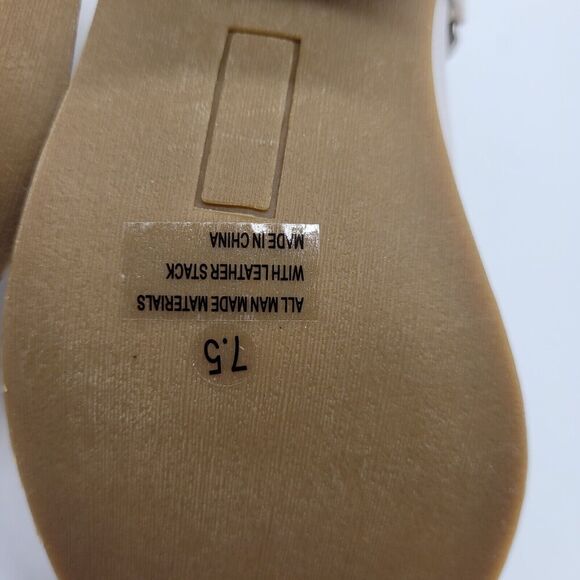 ALL MAN MADE MATERIALS
WITH LEATHER STACK
MADE IN CHINA
7.5